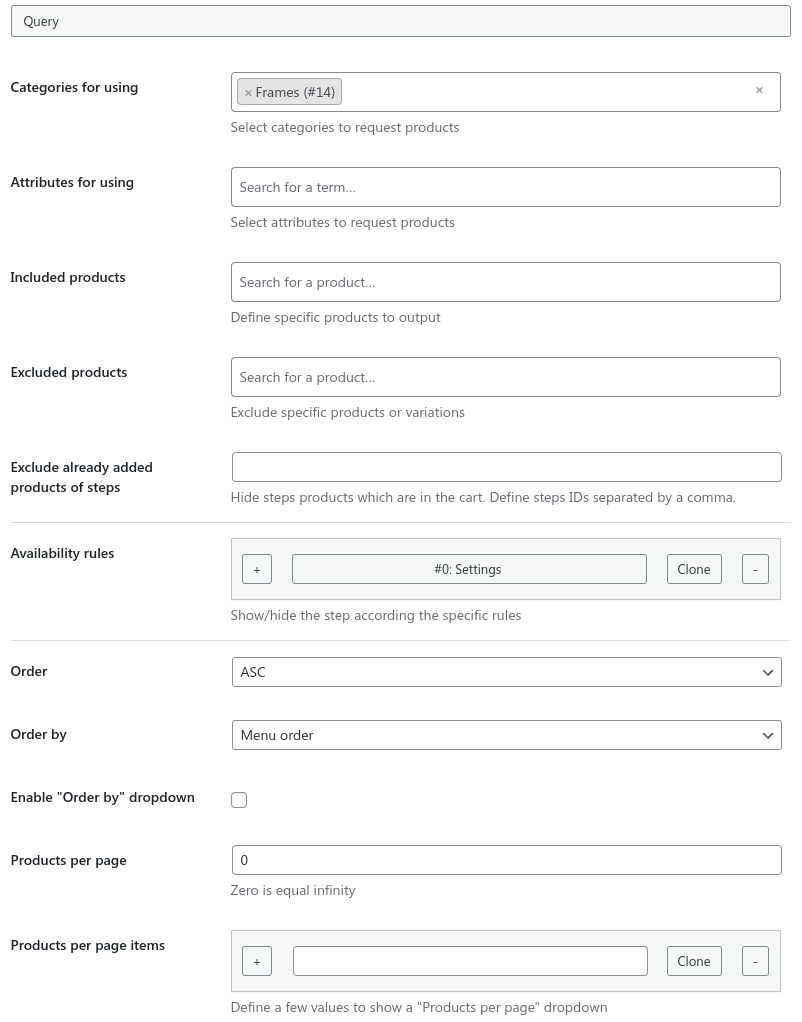 Query
Categories for using
× Frames (#14)
×
Select categories to request products
Attributes for using
Search for a term...
Select attributes to request products
Included products
Search for a product...
Define specific products to output
Excluded products
Search for a product...
Exclude specific products or variations
Exclude already added
products of steps
Hide steps products which are in the cart. Define steps IDs separated by a comma.
Availability rules
+ #0: Settings Clone -
Show/hide the step according the specific rules
Order
ASC
Order by
Menu order
Enable "Order by" dropdown
Products per page
0
Zero is equal infinity
Products per page items
+ Clone -
Define a few values to show a "Products per page" dropdown